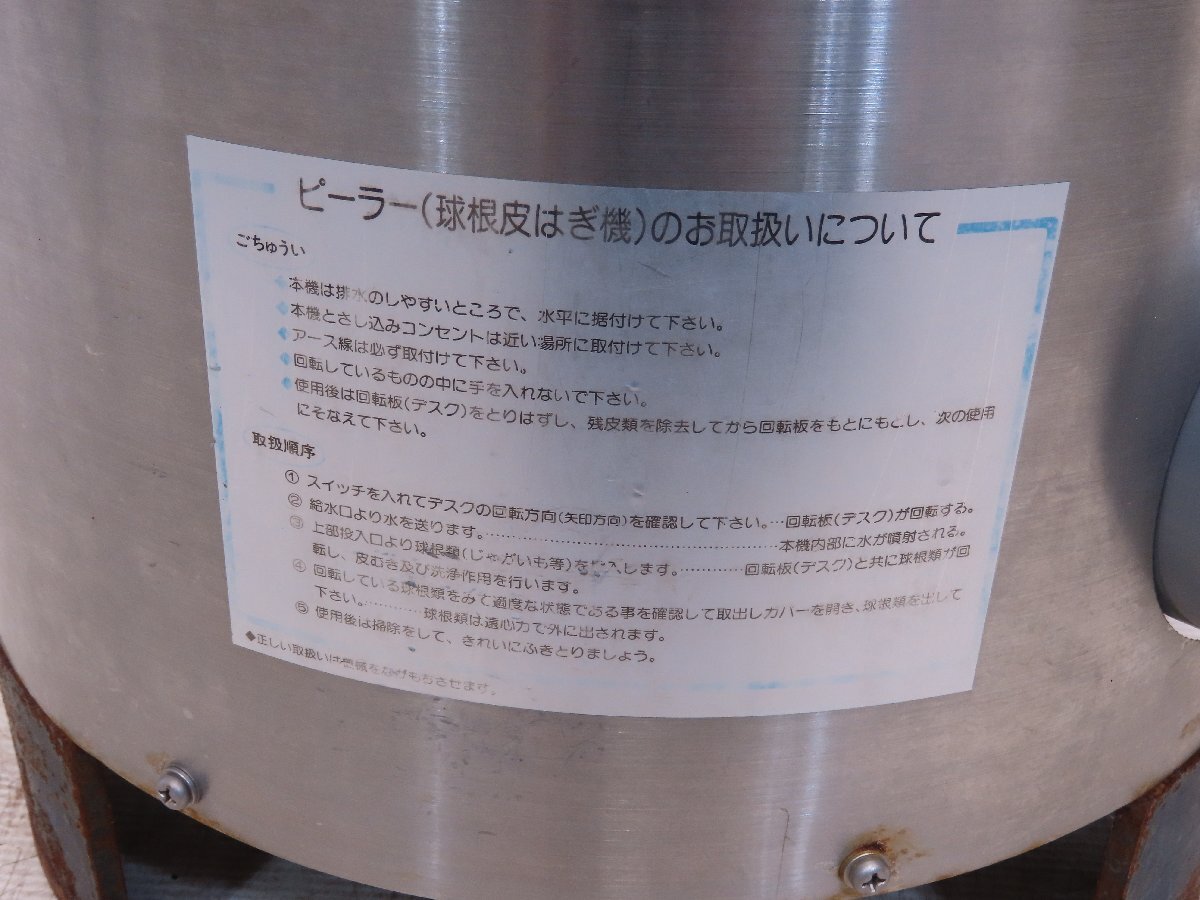 ピーラー(球根皮はぎ機)のお取扱いについて
ごちゅうい
本機は排水のしやすいところで、水平に据付けて下さい。
本機とさし込みコンセントは近い場所に取付けて下さい。
アース線は必ず取付けて下さい。
回転しているものの中に手を入れないで下さい。
使用後は回転板(デスク)をとりはずし、残皮類を除去してから回転板をもとにもどし、次の使用
にそなえて下さい。
取扱順序
① スイッチを入れてデスクの回転方向(矢印方向)を確認して下さい。…回転板(デスク)が回転する。
② 給水口より水を送ります。…………………………………………本機内部に水が噴射される。
③ 上部投入口より球根類(じゃがいも等)を投入します。…………回転板(デスク)と共に球根類が回
転し、皮むき及び洗浄作用を行います。
④ 回転している球根類をみて適度な状態である事を確認して取出しカバーを開き、球根類を出して
下さい。…………球根類は遠心力で外に出されます。
⑤ 使用後は掃除をして、きれいにふきとりましょう。
◆正しい取扱いは機械をながもちさせます。